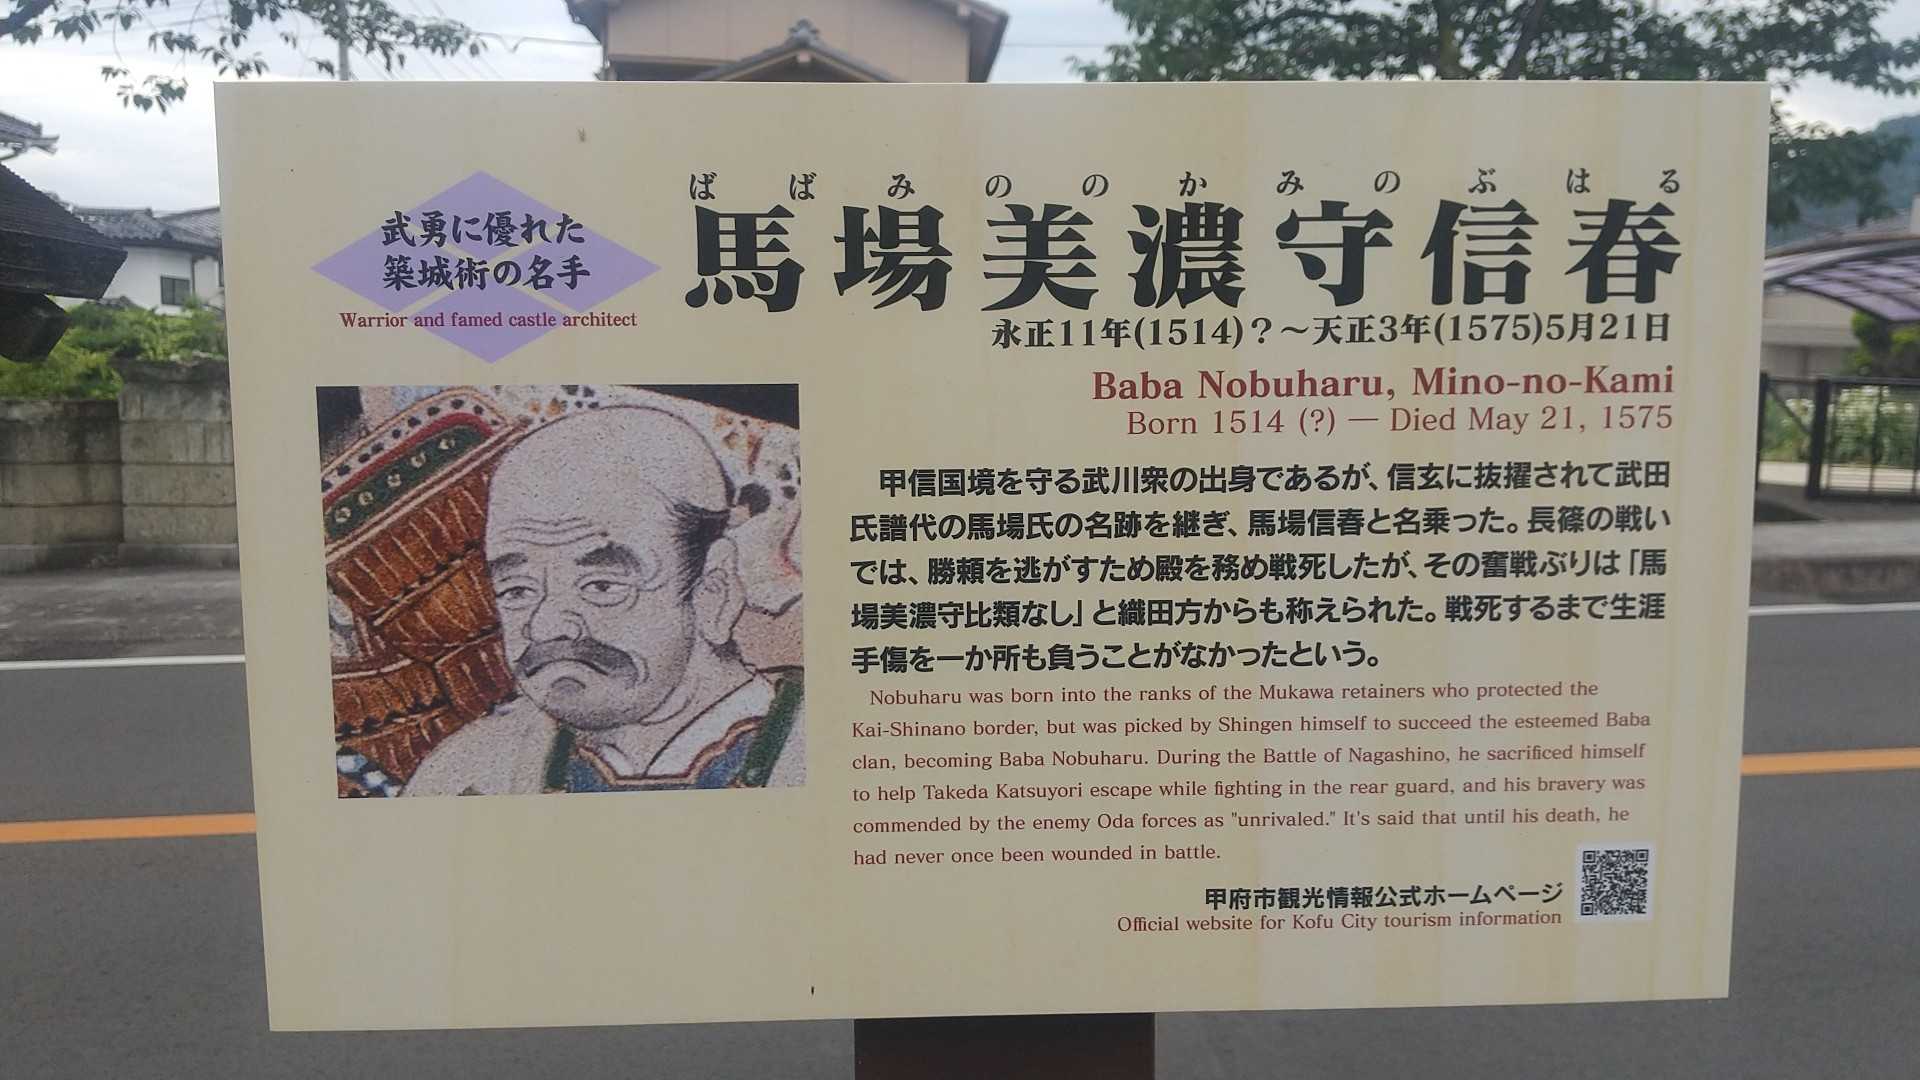 武勇に優れた
築城術の名手
Warrior and famed castle architect
ばばみののかみのぶはる
馬場美濃守信春
永正11年(1514)？～天正3年(1575)5月21日
Baba Nobuharu, Mino-no-Kami
Born 1514 (?) — Died May 21, 1575
甲信国境を守る武川衆の出身であるが、信玄に抜擢されて武田
氏譜代の馬場氏の名跡を継ぎ、馬場信春と名乗った。長篠の戦い
では、勝頼を逃がすため殿を務め戦死したが、その奮戦ぶりは「馬
場美濃守比類なし」と織田方からも称えられた。戦死するまで生涯
手傷を一か所も負うことがなかったという。
Nobuharu was born into the ranks of the Mukawa retainers who protected the
Kai-Shinano border, but was picked by Shingen himself to succeed the esteemed Baba
clan, becoming Baba Nobuharu. During the Battle of Nagashino, he sacrificed himself
to help Takeda Katsuyori escape while fighting in the rear guard, and his bravery was
commended by the enemy Oda forces as "unrivaled." It's said that until his death, he
had never once been wounded in battle.
甲府市観光情報公式ホームページ
Official website for Kofu City tourism information